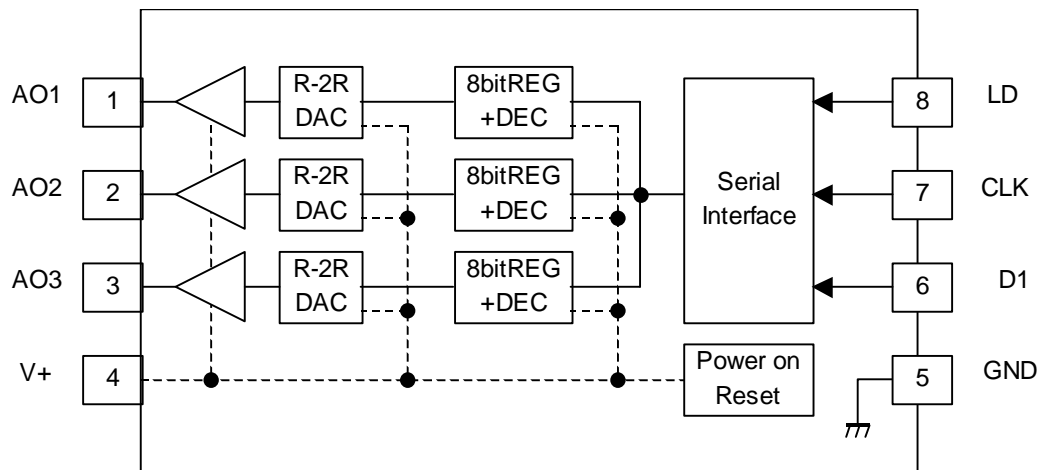 AO1
1
R-2R
DAC
8bitREG
+DEC
8
LD
AO2
2
R-2R
DAC
8bitREG
+DEC
Serial
Interface
7
CLK
AO3
3
R-2R
DAC
8bitREG
+DEC
6
D1
V+
4
Power on
Reset
5
GND